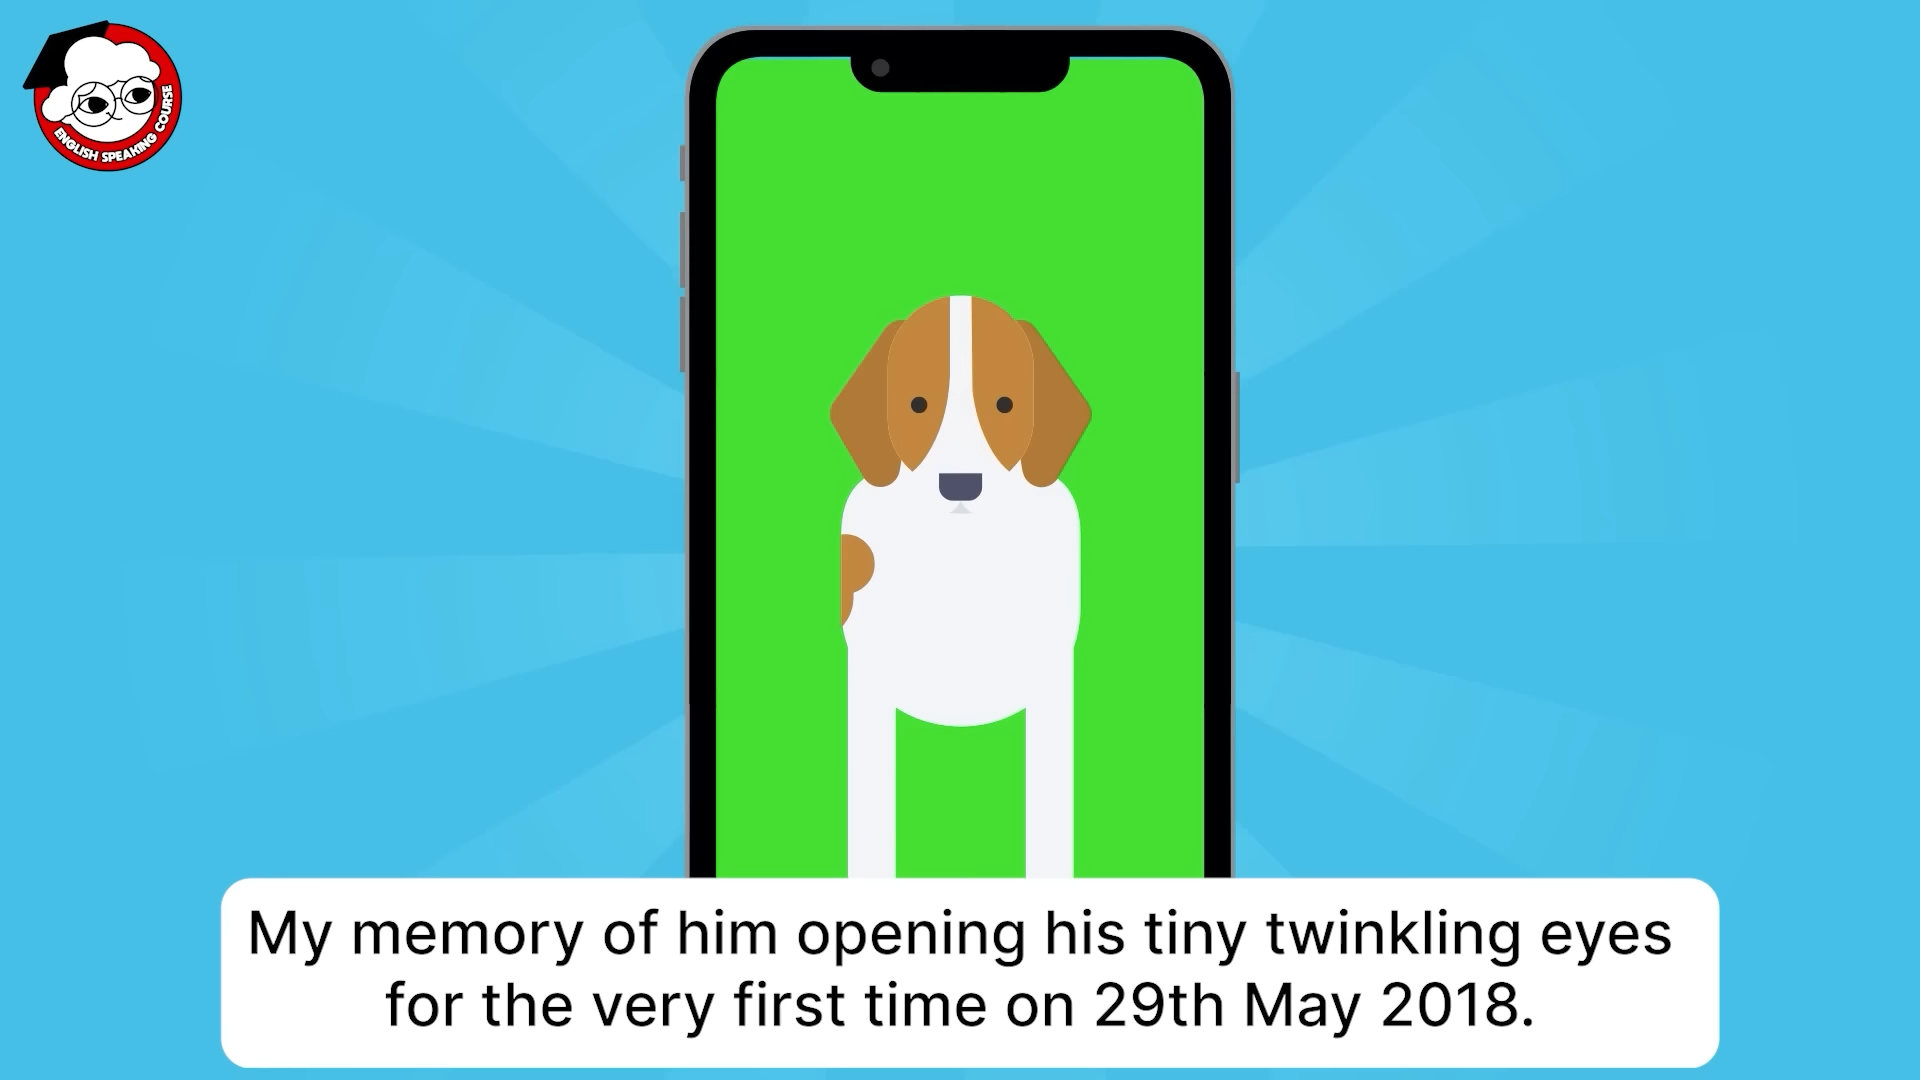 ENGLISH SPEAKING COURSE
My memory of him opening his tiny twinkling eyes
for the very first time on 29th May 2018.